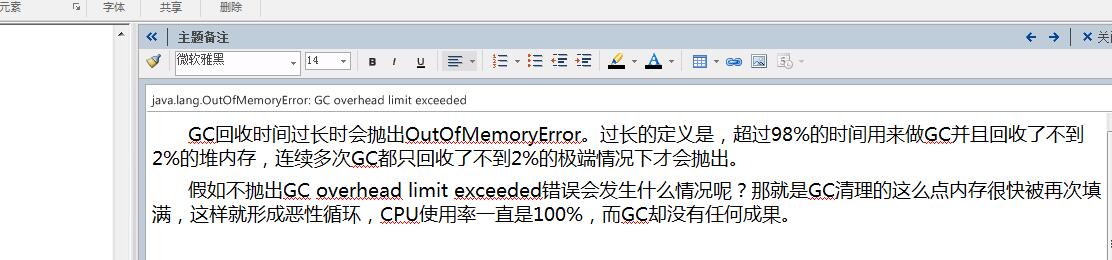 元素
字体
共享
删除
主题备注
关
微软雅黑
14
B I U
A
java.lang.OutOfMemoryError: GC overhead limit exceeded
GC回收时间过长时会抛出OutOfMemoryError。过长的定义是，超过98%的时间用来做GC并且回收了不到
2%的堆内存，连续多次GC都只回收了不到2%的极端情况下才会抛出。
假如不抛出GC overhead limit exceeded错误会发生什么情况呢？那就是GC清理的这么点内存很快被再次填
满，这样就形成恶性循环，CPU使用率一直是100%，而GC却没有任何成果。